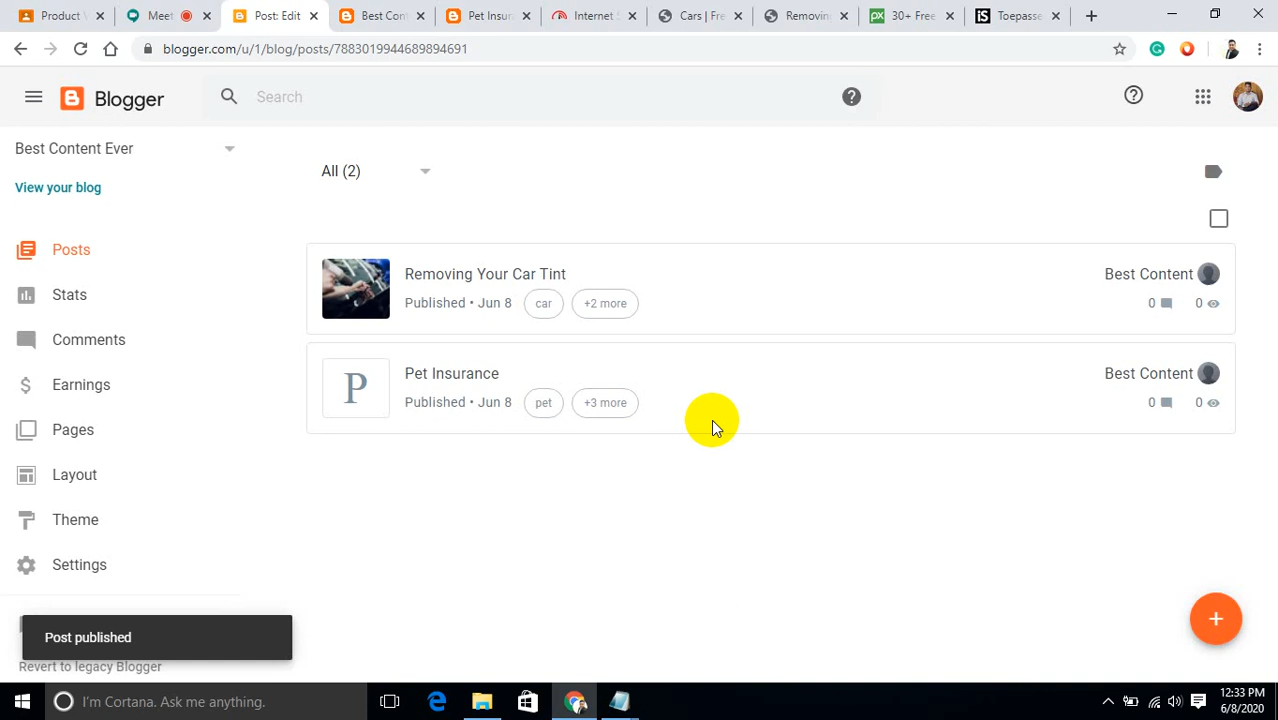 Product W
Meet
Post: Edit
Best Con
Pet Insur
Internet S
Cars | Fre
Removin
30+ Free
Toepasse
blogger.com/u/1/blog/posts/7883019944689894691
Blogger
Search
Best Content Ever
View your blog
All (2)
Posts
Stats
Comments
Earnings
Pages
Layout
Theme
Settings
Removing Your Car Tint
Published • Jun 8
car
+2 more
Best Content
0
0
P
Pet Insurance
Published • Jun 8
pet
+3 more
Best Content
0
0
Post published
Revert to legacy Blogger
I'm Cortana. Ask me anything.
12:33 PM
6/8/2020